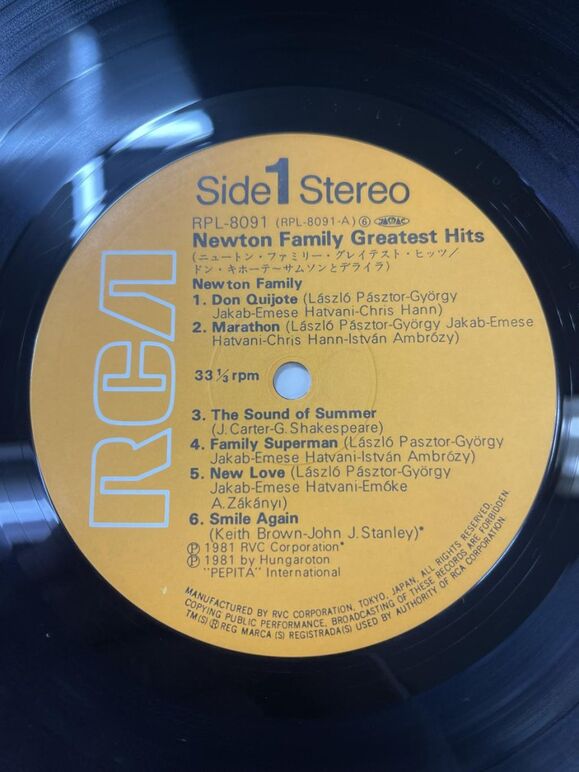 Side 1 Stereo
RPL-8091 (RPL-8091-A) ⑥ JASRAC
Newton Family Greatest Hits
(ニュートン・ファミリー・グレイテスト・ヒッツ/
ドン・キホーテ〜サムソンとデライラ)
Newton Family
1. Don Quijote (László Pásztor-György
Jakab-Emese Hatvani-Chris Hann)
2. Marathon (László Pásztor-György Jakab-Emese
Hatvani-Chris Hann-István Ambrózy)
33 1/3 rpm
3. The Sound of Summer
(J. Carter-G. Shakespeare)
4. Family Superman (László Pasztor-György
Jakab-Emese Hatvani-István Ambrózy)
5. New Love (László Pásztor-György
Jakab-Emese Hatvani-Emőke
A. Zákányi)
6. Smile Again
(Keith Brown-John J. Stanley)*
Ⓟ 1981 RVC Corporation*
Ⓟ 1981 by Hungaroton
"PEPITA" International
MANUFACTURED BY RVC CORPORATION, TOKYO, JAPAN, ALL RIGHTS RESERVED.
COPYING PUBLIC PERFORMANCE, BROADCASTING OF THESE RECORDS ARE FORBIDDEN.
TM(S) ® REG MARCA (S) REGISTRADA(S) USED BY AUTHORITY OF RCA CORPORATION.
RCA